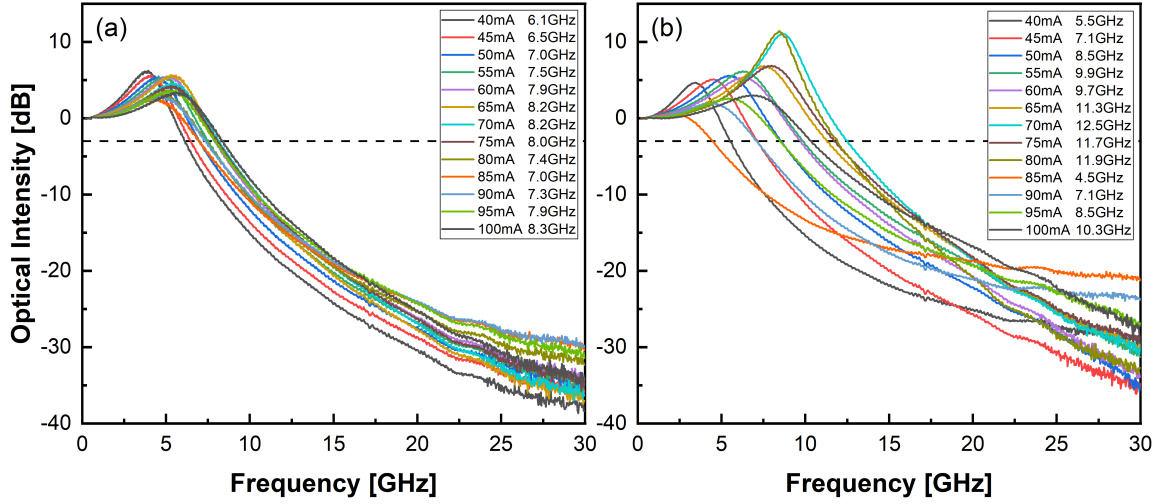 (a)
40mA 6.1GHz
45mA 6.5GHz
50mA 7.0GHz
55mA 7.5GHz
60mA 7.9GHz
65mA 8.2GHz
70mA 8.2GHz
75mA 8.0GHz
80mA 7.4GHz
85mA 7.0GHz
90mA 7.3GHz
95mA 7.9GHz
100mA 8.3GHz
10
0
-10
-20
-30
-40
Optical Intensity [dB]
0 5 10 15 20 25 30
Frequency [GHz]
(b)
40mA 5.5GHz
45mA 7.1GHz
50mA 8.5GHz
55mA 9.9GHz
60mA 9.7GHz
65mA 11.3GHz
70mA 12.5GHz
75mA 11.7GHz
80mA 11.9GHz
85mA 4.5GHz
90mA 7.1GHz
95mA 8.5GHz
100mA 10.3GHz
10
0
-10
-20
-30
-40
0 5 10 15 20 25 30
Frequency [GHz]